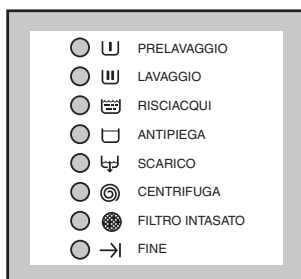 PRELAVAGGIO
LAVAGGIO
RISCIACQUI
ANTIPIEGA
SCARICO
CENTRIFUGA
FILTRO INTASATO
FINE